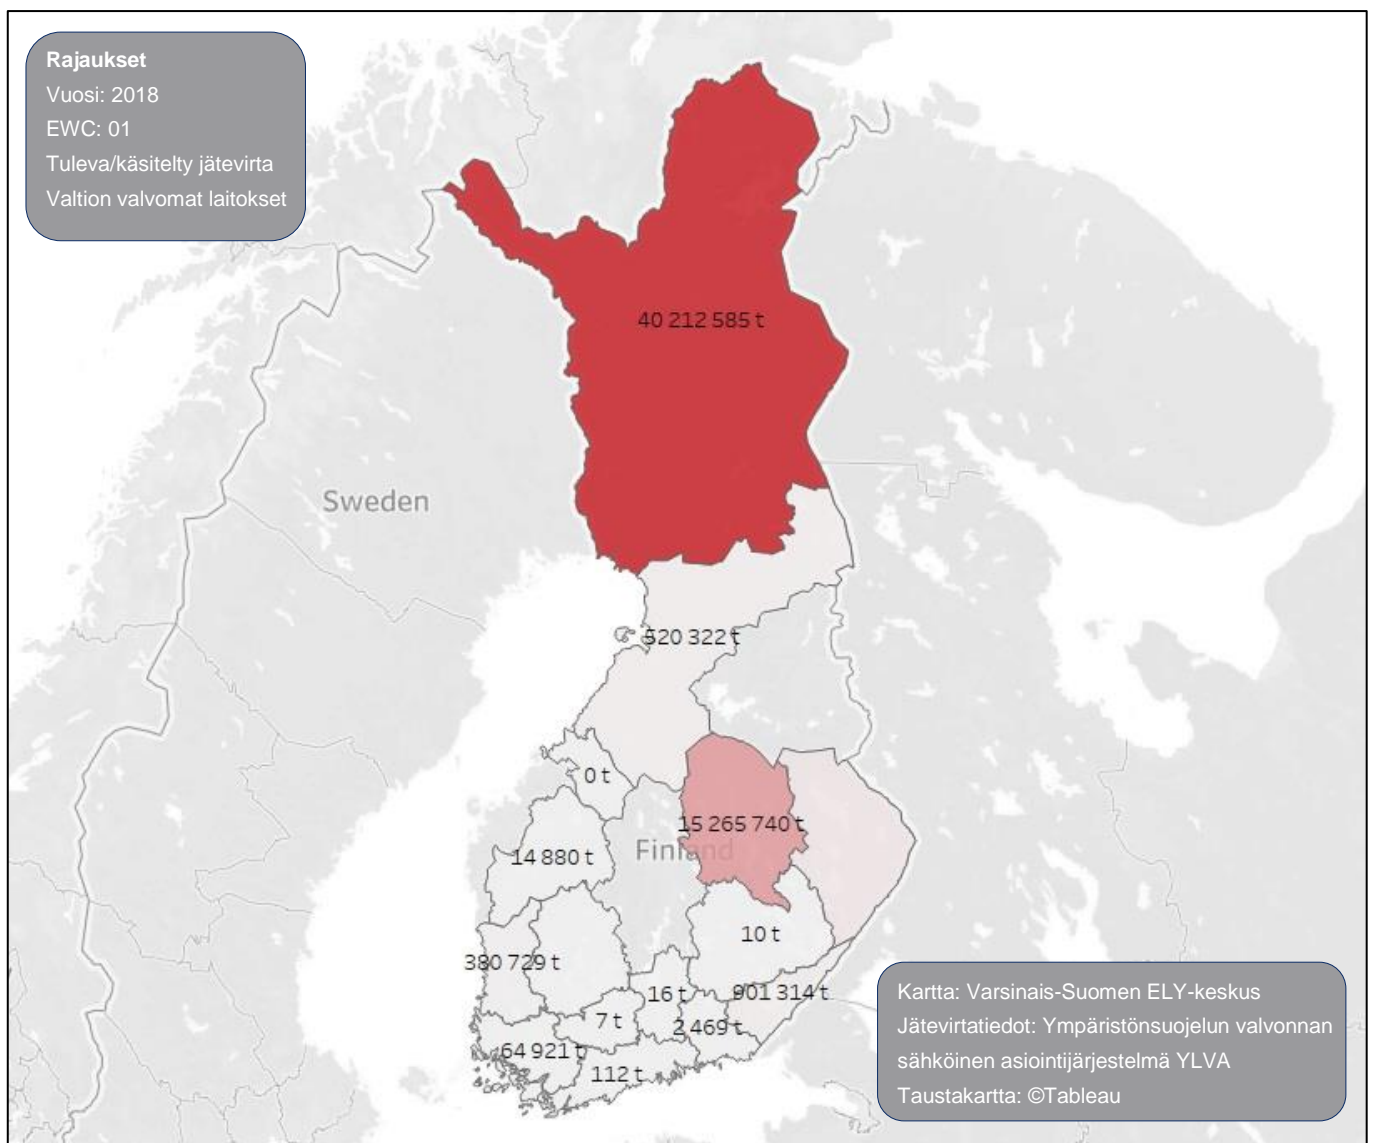 Rajaukset
Vuosi: 2018
EWC: 01
Tuleva/käsitelty jätevirta
Valtion valvomat laitokset
40 212 585 t
Sweden
520 322 t
0 t
15 265 740 t
Finland
14 880 t
10 t
380 729 t
901 314 t
16 t
7 t
2 469 t
64 921 t
112 t
Kartta: Varsinais-Suomen ELY-keskus
Jätevirtatiedot: Ympäristönsuojelun valvonnan
sähköinen asiointijärjestelmä YLVA
Taustakartta: ©Tableau